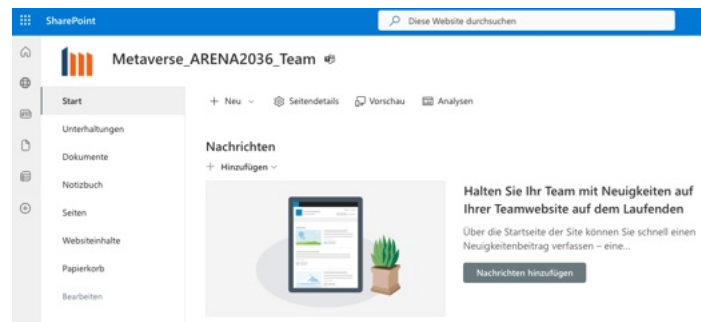 SharePoint
Diese Website durchsuchen
Metaverse_ARENA2036_Team
Start
+ Neu
Seitendetails
Vorschau
Analysen
Unterhaltungen
Dokumente
Notizbuch
Seiten
Websiteinhalte
Papierkorb
Bearbeiten
Nachrichten
+ Hinzufügen
Halten Sie Ihr Team mit Neuigkeiten auf
Ihrer Teamwebsite auf dem Laufenden
Über die Startseite der Site können Sie schnell einen
Neuigkeitenbeitrag verfassen – eine...
Nachrichten hinzufügen